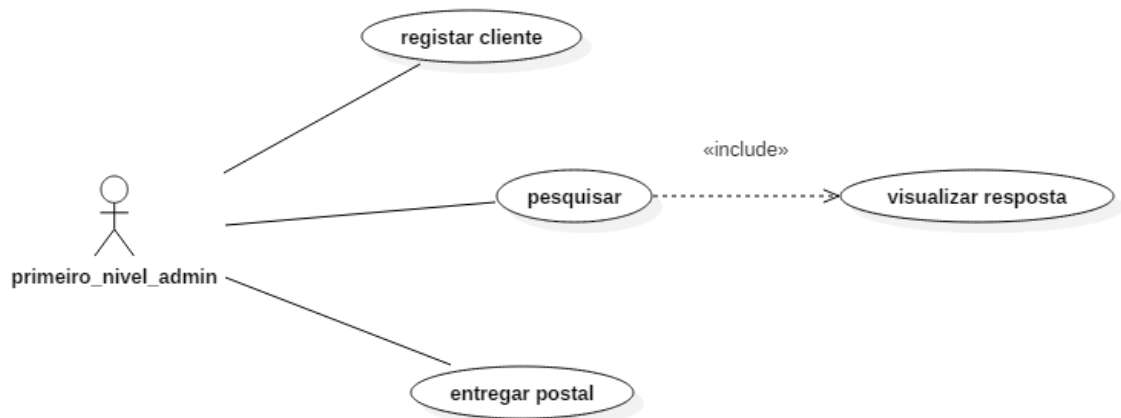 registar cliente
«include»
pesquisar
visualizar resposta
primeiro_nivel_admin
entregar postal